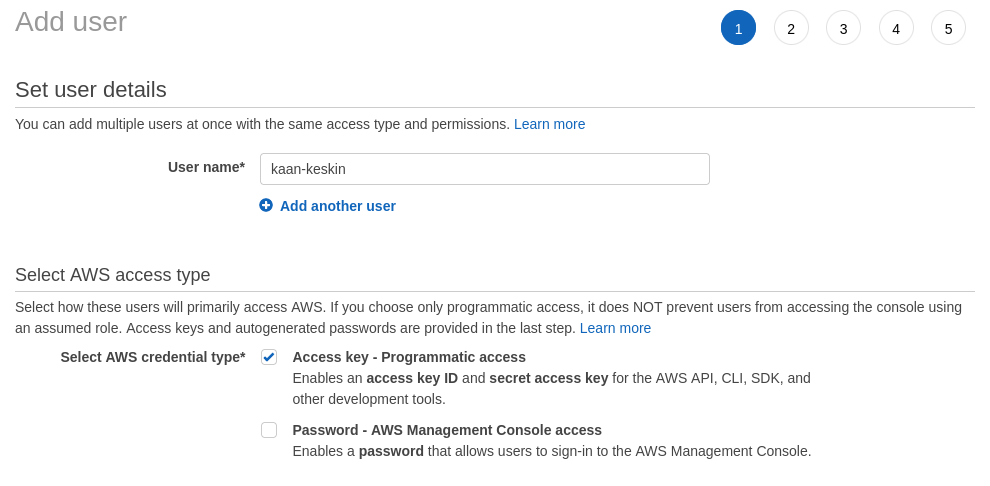 Add user
1 2 3 4 5
Set user details
You can add multiple users at once with the same access type and permissions. Learn more
User name* kaan-keskin
Add another user
Select AWS access type
Select how these users will primarily access AWS. If you choose only programmatic access, it does NOT prevent users from accessing the console using
an assumed role. Access keys and autogenerated passwords are provided in the last step. Learn more
Select AWS credential type* Access key - Programmatic access
Enables an access key ID and secret access key for the AWS API, CLI, SDK, and
other development tools.
Password - AWS Management Console access
Enables a password that allows users to sign-in to the AWS Management Console.